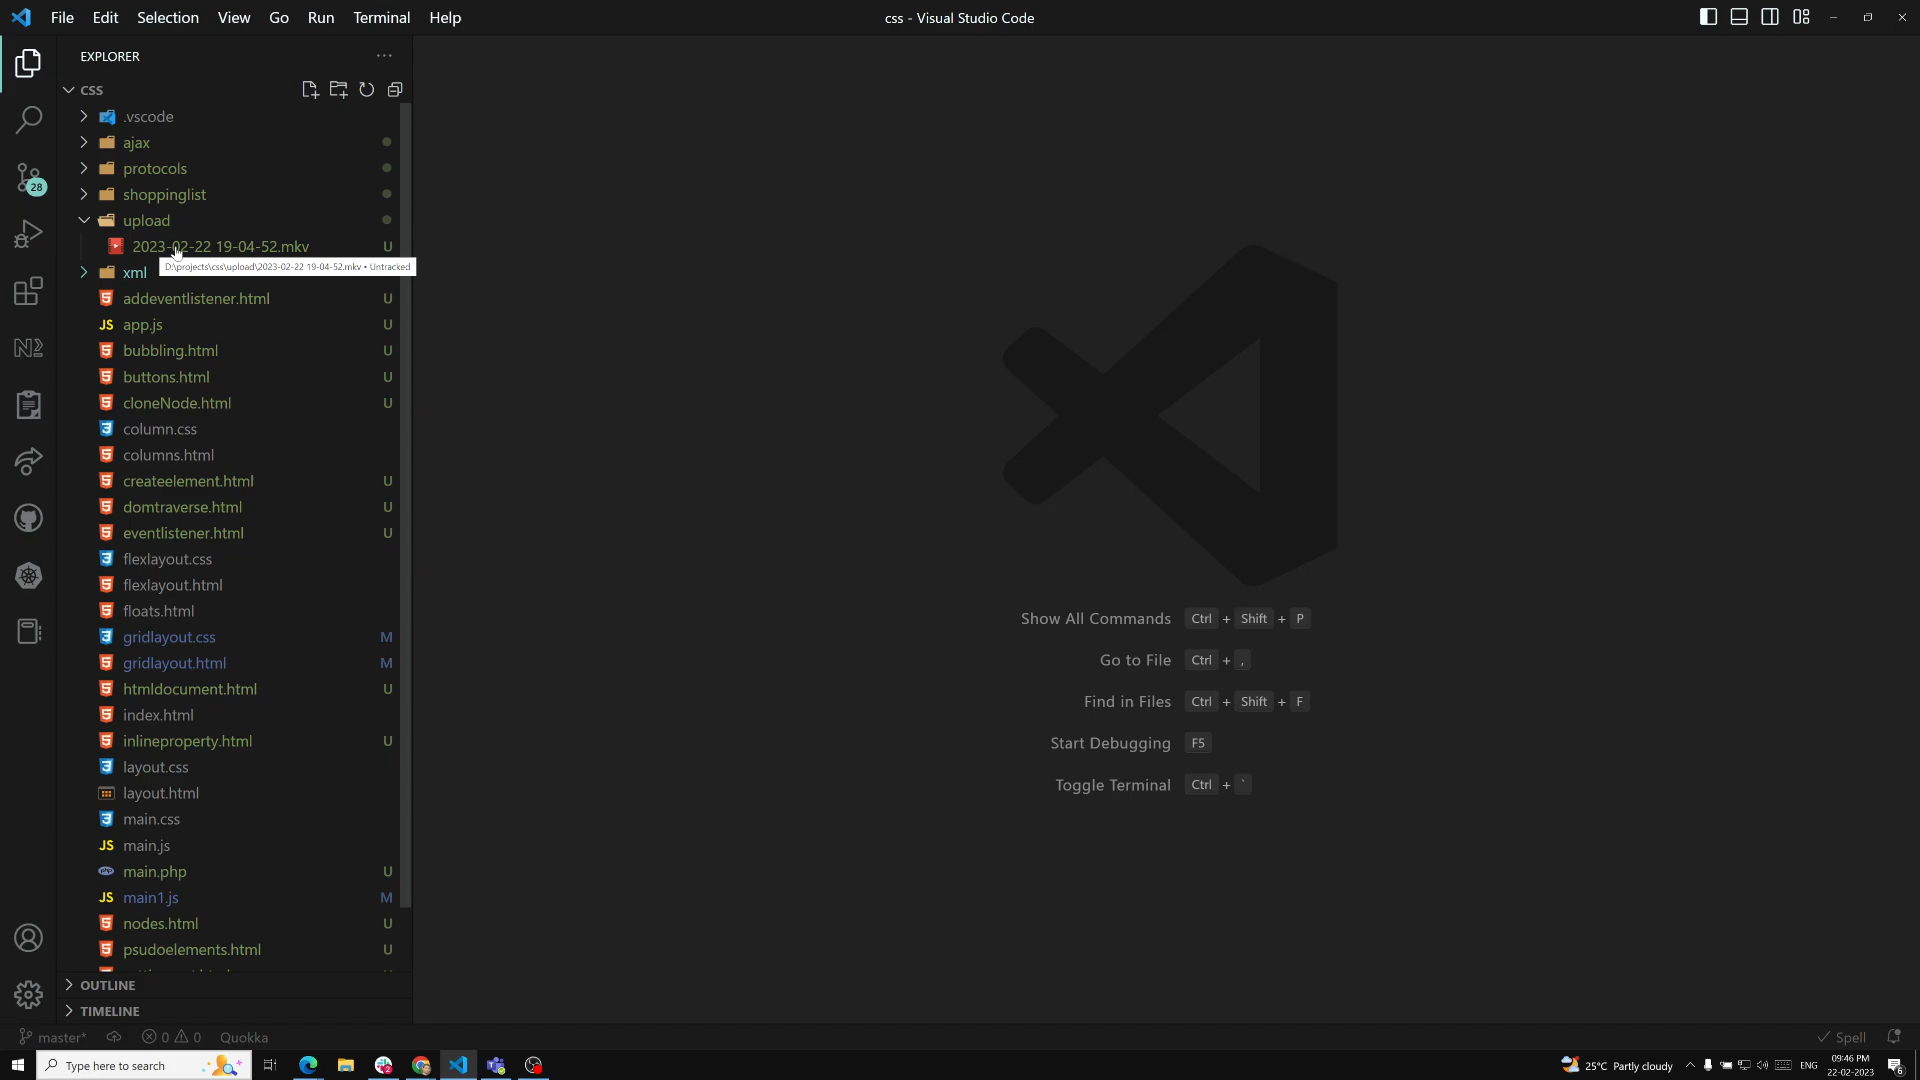 File Edit Selection View Go Run Terminal Help
css - Visual Studio Code
EXPLORER
CSS
.vscode
ajax
protocols
shoppinglist
upload
2023-02-22 19-04-52.mkv U
D:\projects\css\upload\2023-02-22 19-04-52.mkv • Untracked
xml
addeventlistener.html U
JS app.js U
bubbling.html U
buttons.html U
cloneNode.html U
column.css
columns.html
createelement.html U
domtraverse.html U
eventlistener.html U
flexlayout.css
flexlayout.html
floats.html
gridlayout.css M
gridlayout.html M
htmldocument.html U
index.html
inlineproperty.html U
layout.css
layout.html
main.css
JS main.js
php main.php U
JS main1.js M
nodes.html U
psudoelements.html U
OUTLINE
TIMELINE
28
Show All Commands Ctrl + Shift + P
Go to File Ctrl + ,
Find in Files Ctrl + Shift + F
Start Debugging F5
Toggle Terminal Ctrl + `
master* 0 0 Quokka
Spell
Type here to search
25°C Partly cloudy
ENG
09:46 PM
22-02-2023
6